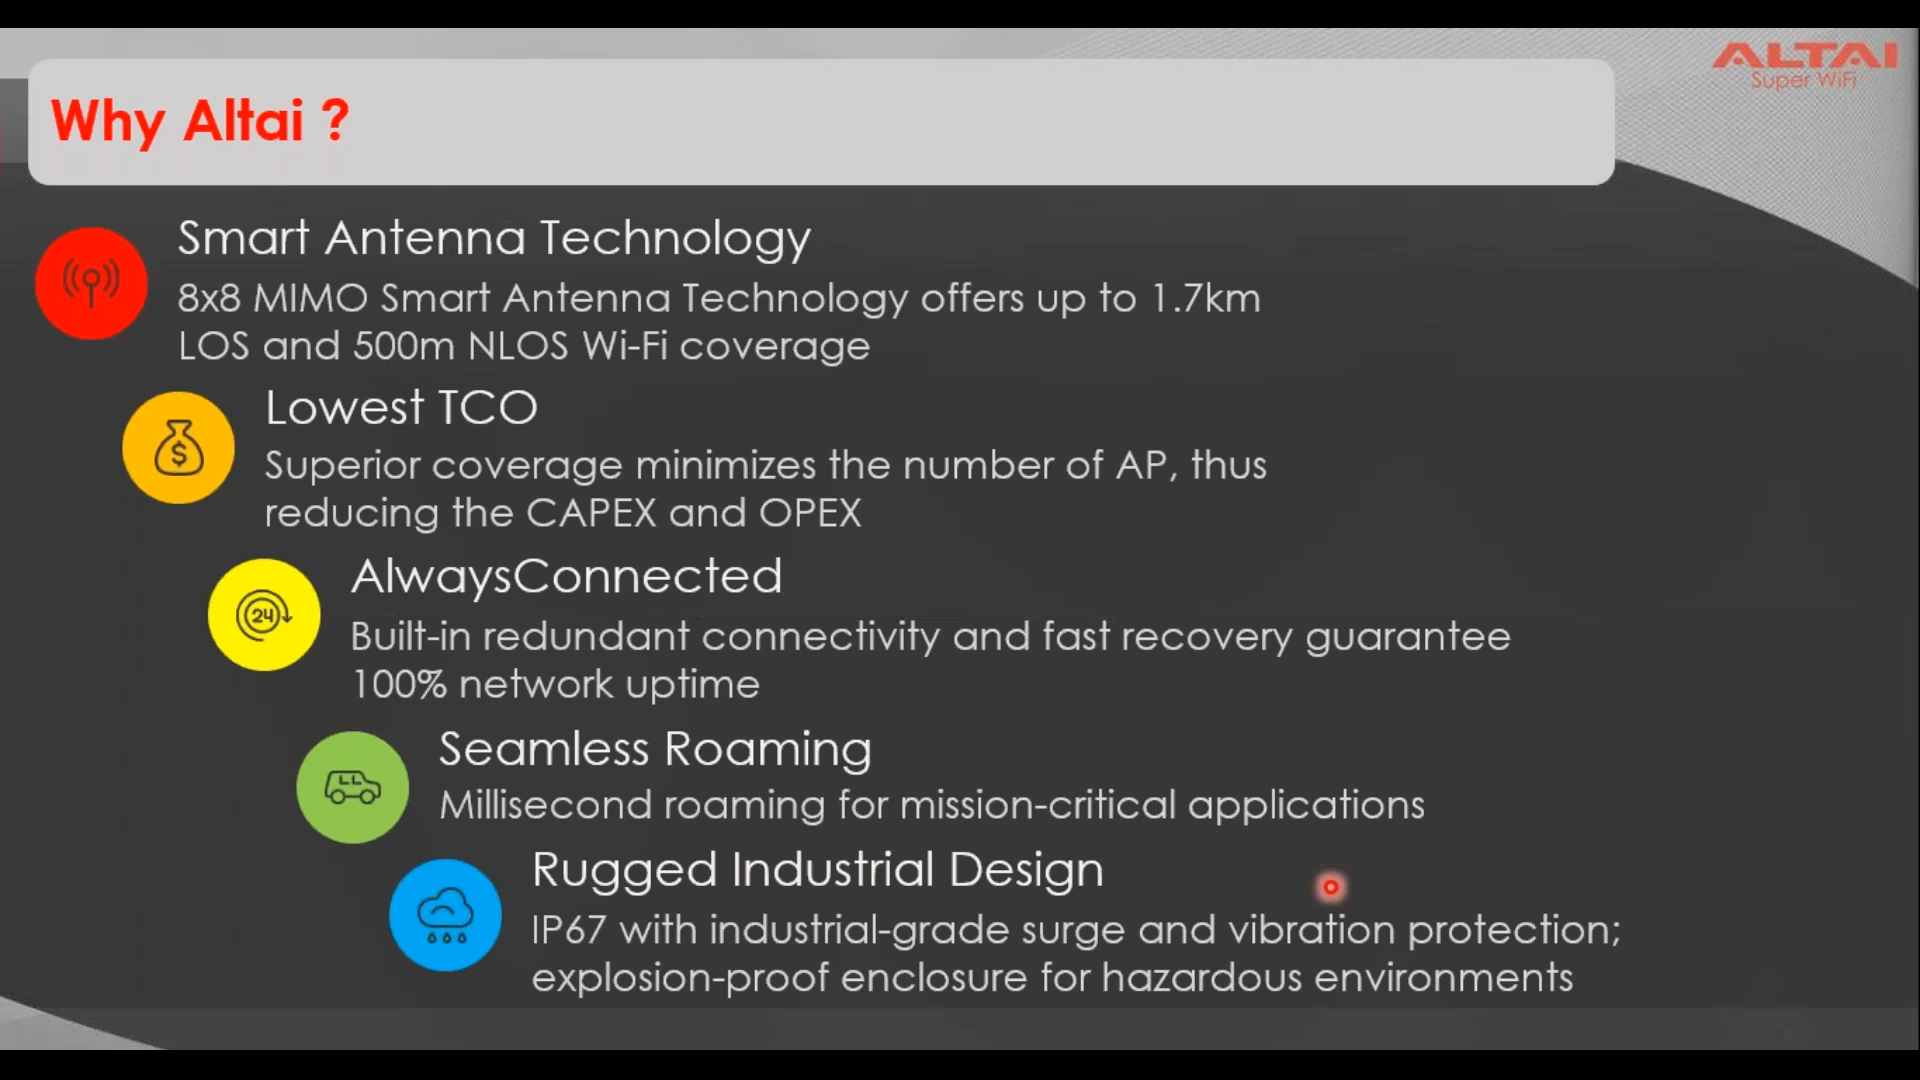 ALTAI
Super WiFi
Why Altai ?
Smart Antenna Technology
8x8 MIMO Smart Antenna Technology offers up to 1.7km
LOS and 500m NLOS Wi-Fi coverage
Lowest TCO
$
Superior coverage minimizes the number of AP, thus
reducing the CAPEX and OPEX
AlwaysConnected
24
Built-in redundant connectivity and fast recovery guarantee
100% network uptime
Seamless Roaming
Millisecond roaming for mission-critical applications
Rugged Industrial Design
IP67 with industrial-grade surge and vibration protection;
explosion-proof enclosure for hazardous environments